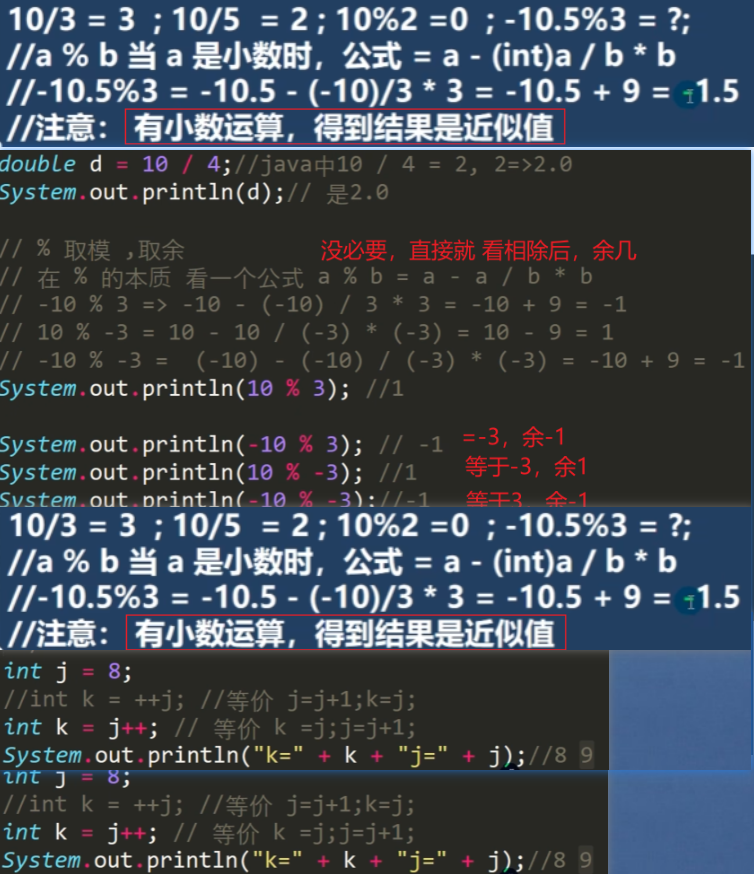 10/3 = 3 ; 10/5 = 2 ; 10%2 =0 ; -10.5%3 = ?;
//a % b 当 a 是小数时，公式 = a - (int)a / b * b
//-10.5%3 = -10.5 - (-10)/3 * 3 = -10.5 + 9 = -1.5
//注意： 有小数运算，得到结果是近似值
double d = 10 / 4;//java中10 / 4 = 2, 2=>2.0
System.out.println(d);// 是2.0
// % 取模 ,取余 没必要，直接就 看相除后，余几
// 在 % 的本质 看一个公式 a % b = a - a / b * b
// -10 % 3 => -10 - (-10) / 3 * 3 = -10 + 9 = -1
// 10 % -3 = 10 - 10 / (-3) * (-3) = 10 - 9 = 1
// -10 % -3 = (-10) - (-10) / (-3) * (-3) = -10 + 9 = -1
System.out.println(10 % 3); //1
System.out.println(-10 % 3); // -1 =-3，余-1
System.out.println(10 % -3); //1 等于-3，余1
System.out.println(-10 % -3);//-1 等于3，余-1
10/3 = 3 ; 10/5 = 2 ; 10%2 =0 ; -10.5%3 = ?;
//a % b 当 a 是小数时，公式 = a - (int)a / b * b
//-10.5%3 = -10.5 - (-10)/3 * 3 = -10.5 + 9 = -1.5
//注意： 有小数运算，得到结果是近似值
int j = 8;
//int k = ++j; //等价 j=j+1;k=j;
int k = j++; // 等价 k =j;j=j+1;
System.out.println("k=" + k + "j=" + j);//8 9
int j = 8;
//int k = ++j; //等价 j=j+1;k=j;
int k = j++; // 等价 k =j;j=j+1;
System.out.println("k=" + k + "j=" + j);//8 9